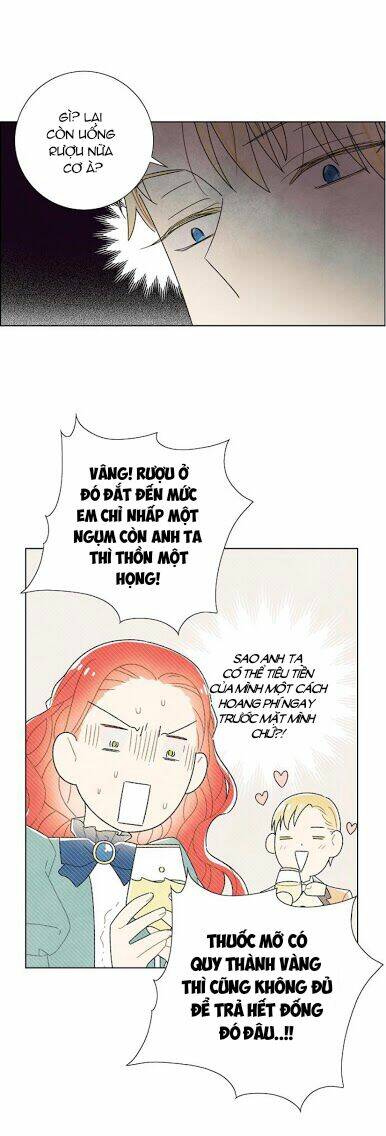 GÌ? LẠI
CÒN UỐNG
RƯỢU NỮA
CƠ À?
VÂNG! RƯỢU Ở
ĐÓ ĐẮT ĐẾN MỨC
EM CHỈ NHẤP MỘT
NGỤM CÒN ANH TA
THÌ THỒN MỘT
HỌNG!
SAO ANH TA
CÓ THỂ TIÊU TIỀN
CỦA MÌNH MỘT CÁCH
HOANG PHÍ NGAY
TRƯỚC MẶT MÌNH
CHỨ?!
THUỐC MỠ CÓ
QUY THÀNH VÀNG
THÌ CŨNG KHÔNG ĐỦ
ĐỂ TRẢ HẾT ĐỐNG
ĐÓ ĐÂU..!!